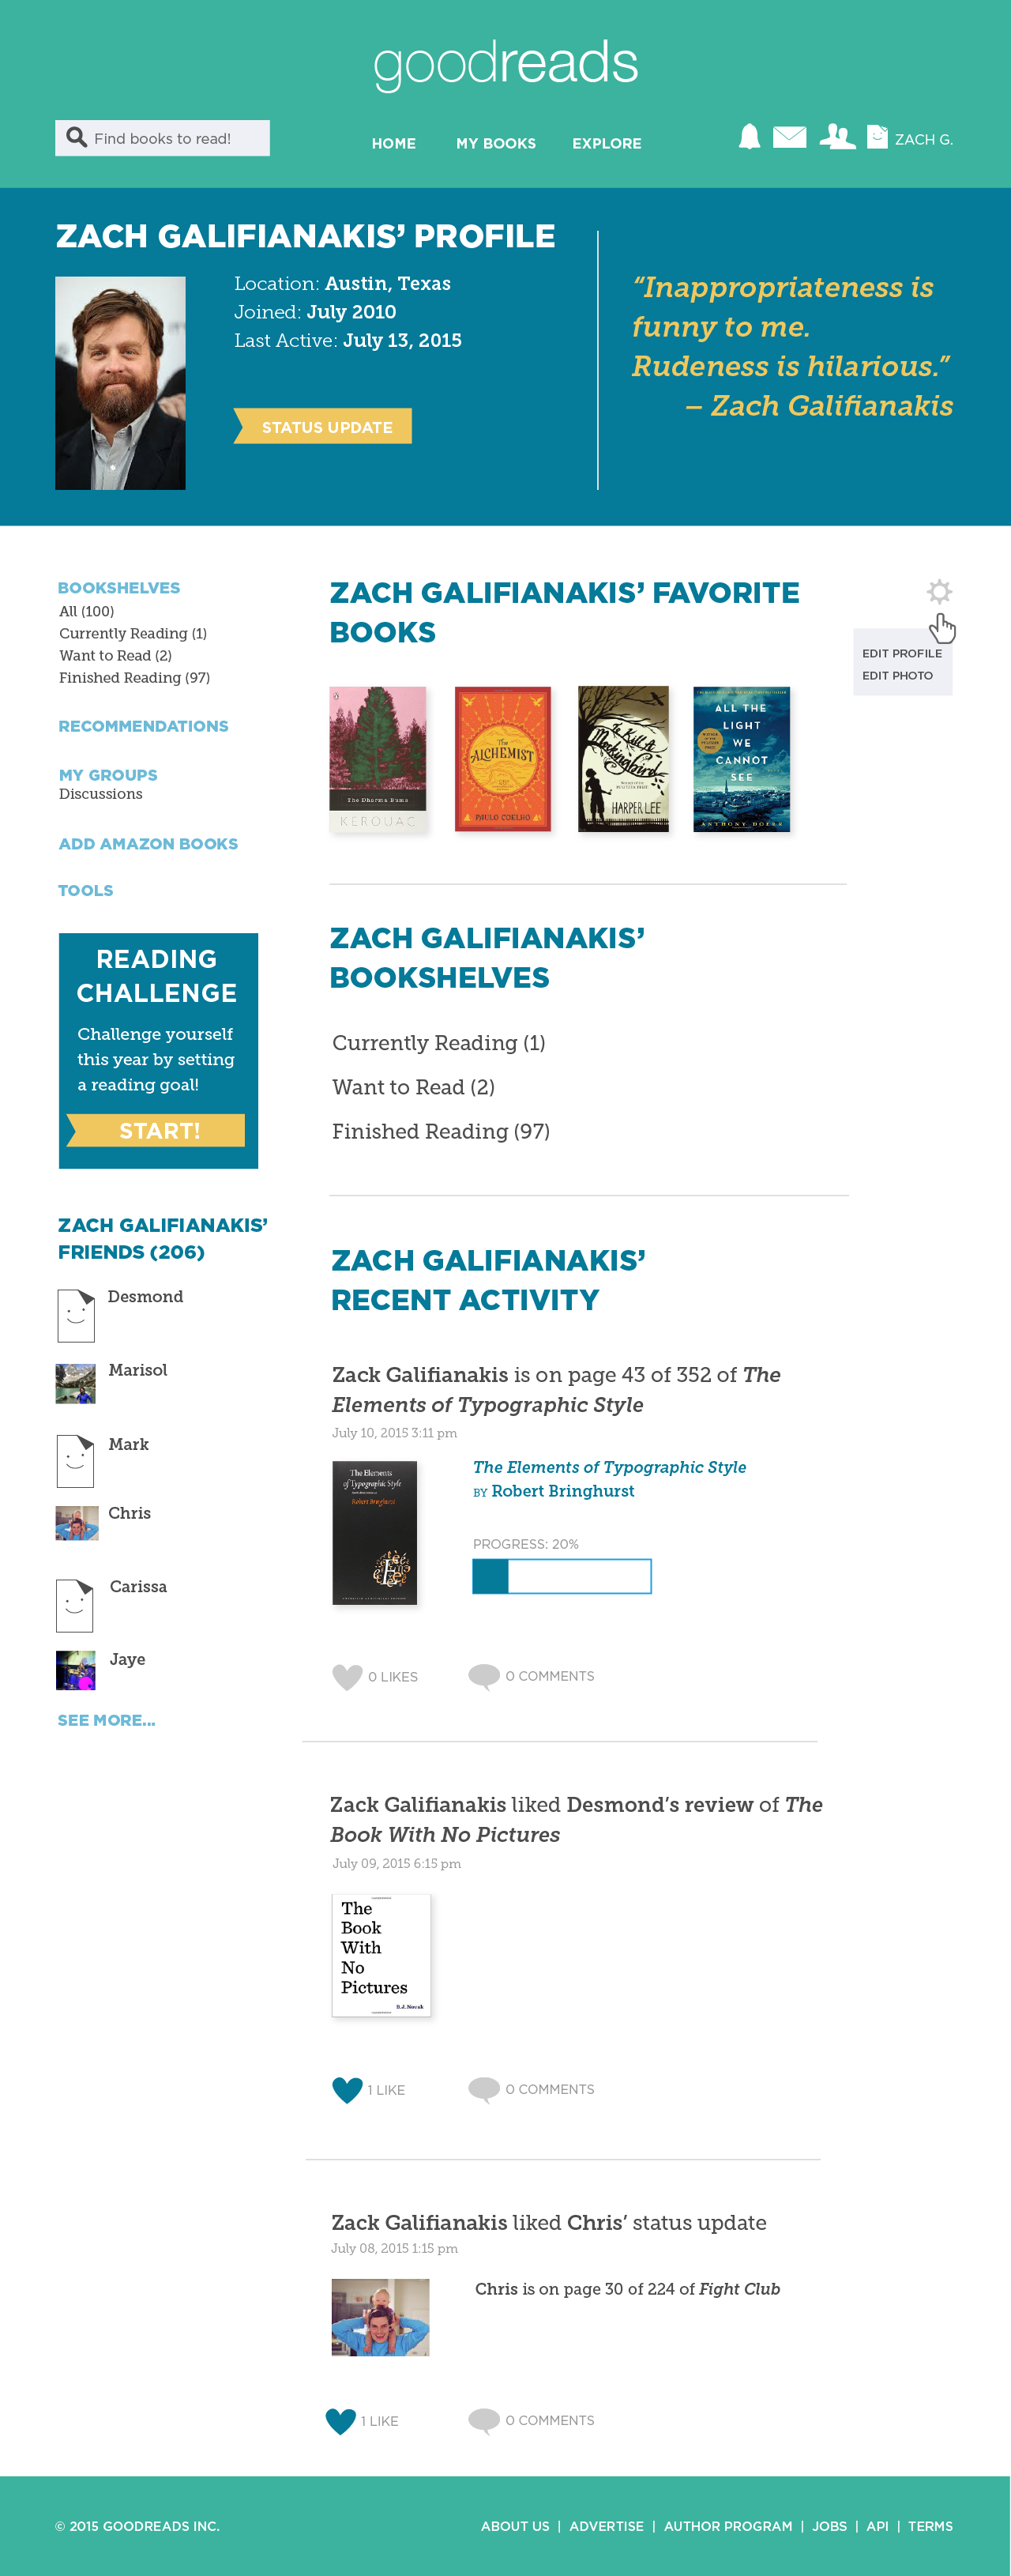 goodreads
Find books to read!
HOME MY BOOKS EXPLORE
ZACH G.
ZACH GALIFIANAKIS’ PROFILE
Location: Austin, Texas
Joined: July 2010
Last Active: July 13, 2015
STATUS UPDATE
“Inappropriateness is
funny to me.
Rudeness is hilarious.”
– Zach Galifianakis
BOOKSHELVES
All (100)
Currently Reading (1)
Want to Read (2)
Finished Reading (97)
RECOMMENDATIONS
MY GROUPS
Discussions
ADD AMAZON BOOKS
TOOLS
READING
CHALLENGE
Challenge yourself
this year by setting
a reading goal!
START!
ZACH GALIFIANAKIS’
FRIENDS (206)
Desmond
Marisol
Mark
Chris
Carissa
Jaye
SEE MORE...
ZACH GALIFIANAKIS’ FAVORITE
BOOKS
EDIT PROFILE
EDIT PHOTO
The Dharma Bums
KEROUAC
The
ALCHEMIST
PAULO COELHO
To Kill A
Mockingbird
HARPER LEE
ALL THE
LIGHT
WE
CANNOT
SEE
ANTHONY DOERR
ZACH GALIFIANAKIS’
BOOKSHELVES
Currently Reading (1)
Want to Read (2)
Finished Reading (97)
ZACH GALIFIANAKIS’
RECENT ACTIVITY
Zack Galifianakis is on page 43 of 352 of The
Elements of Typographic Style
July 10, 2015 3:11 pm
The Elements
of Typographic Style
Robert Bringhurst
The Elements of Typographic Style
BY Robert Bringhurst
PROGRESS: 20%
0 LIKES
0 COMMENTS
Zack Galifianakis liked Desmond’s review of The
Book With No Pictures
July 09, 2015 6:15 pm
The
Book
With
No
Pictures
B.J. Novak
1 LIKE
0 COMMENTS
Zack Galifianakis liked Chris’ status update
July 08, 2015 1:15 pm
Chris is on page 30 of 224 of Fight Club
1 LIKE
0 COMMENTS
© 2015 GOODREADS INC.
ABOUT US | ADVERTISE | AUTHOR PROGRAM | JOBS | API | TERMS